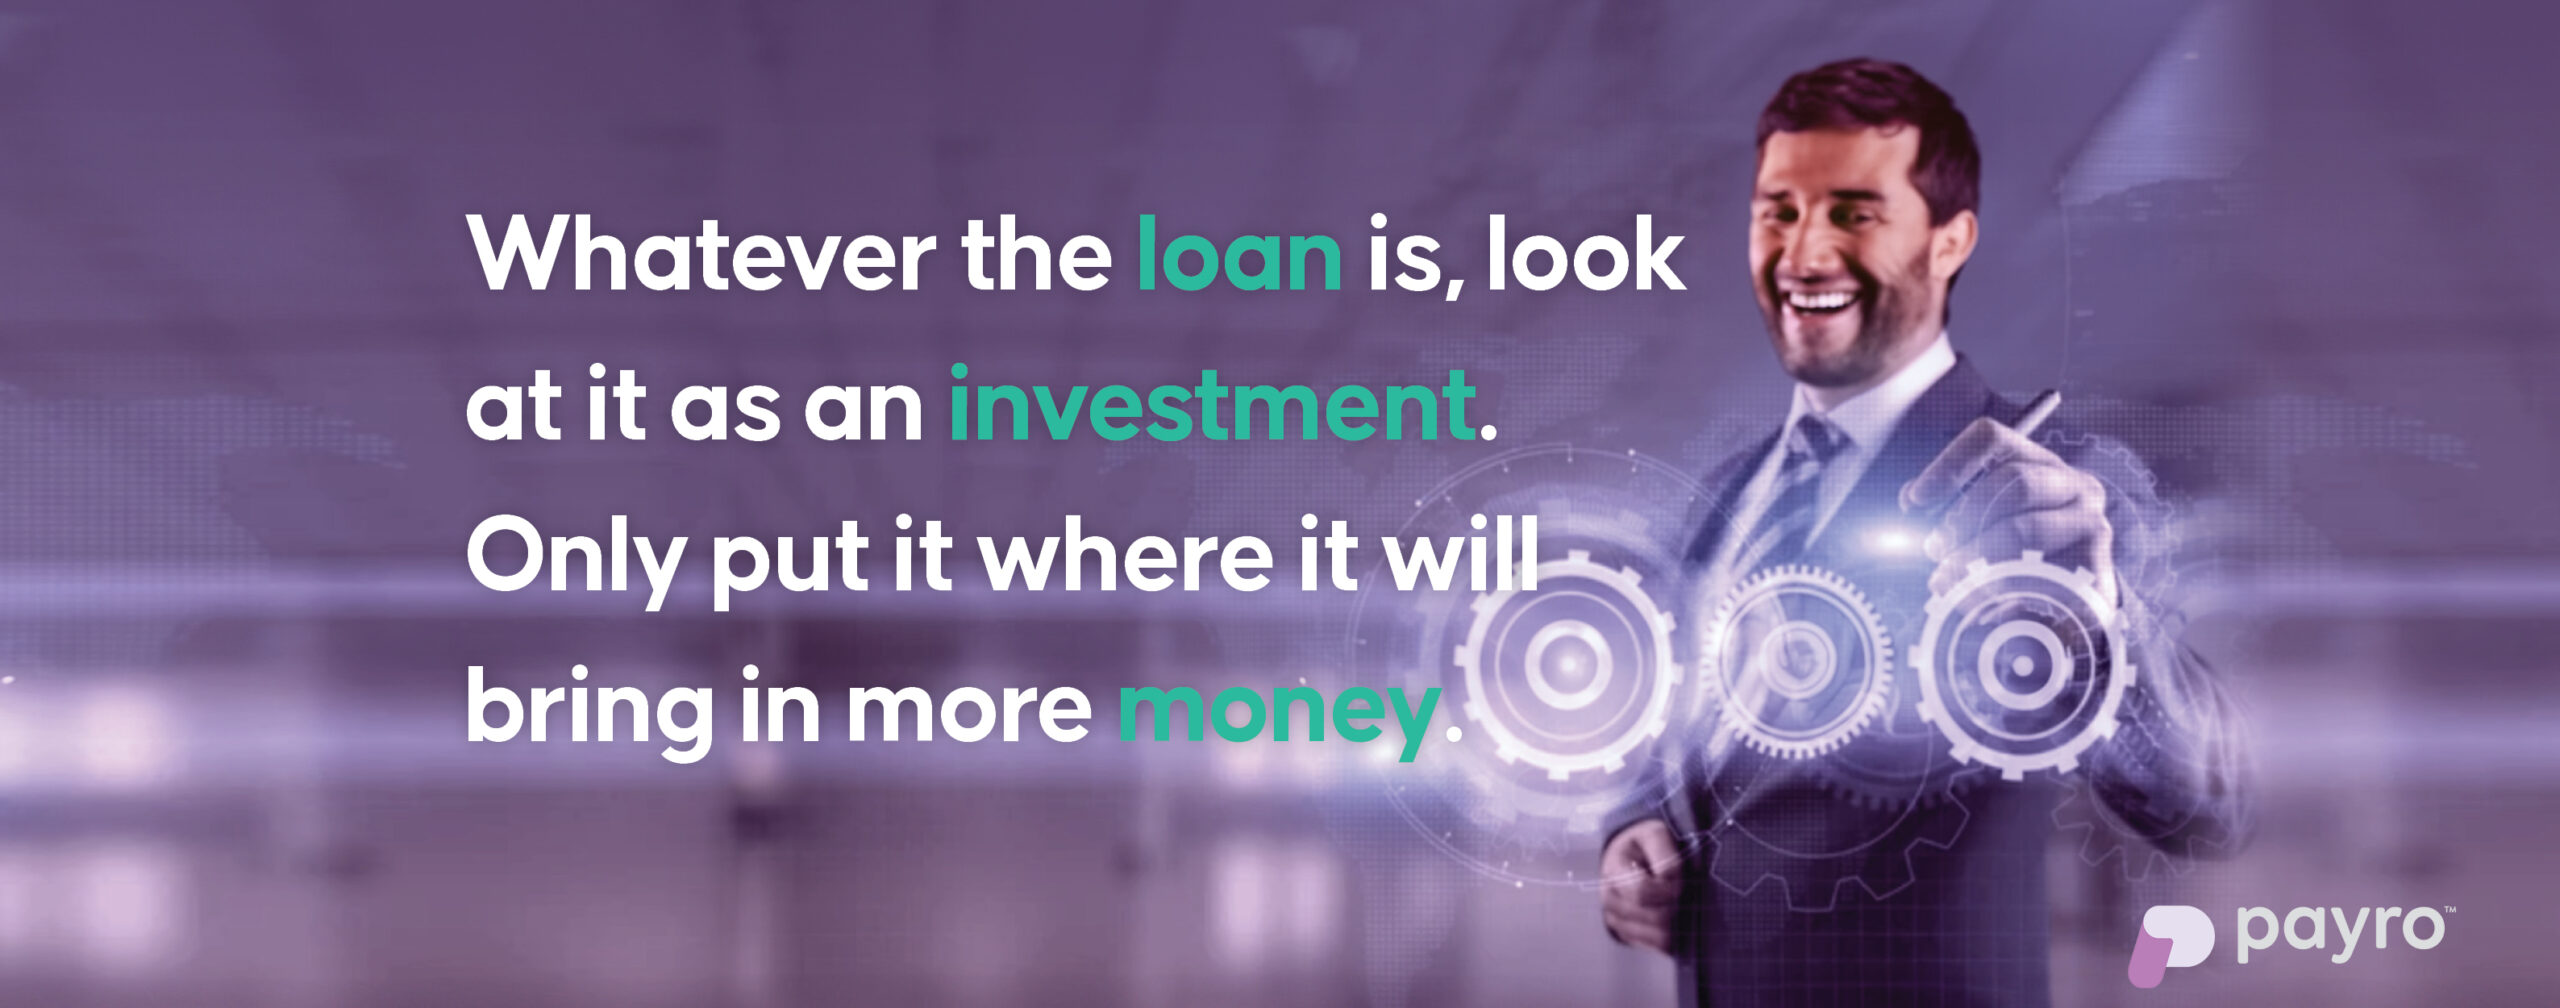 Whatever the loan is, look
at it as an investment.
Only put it where it will
bring in more money.
payro™